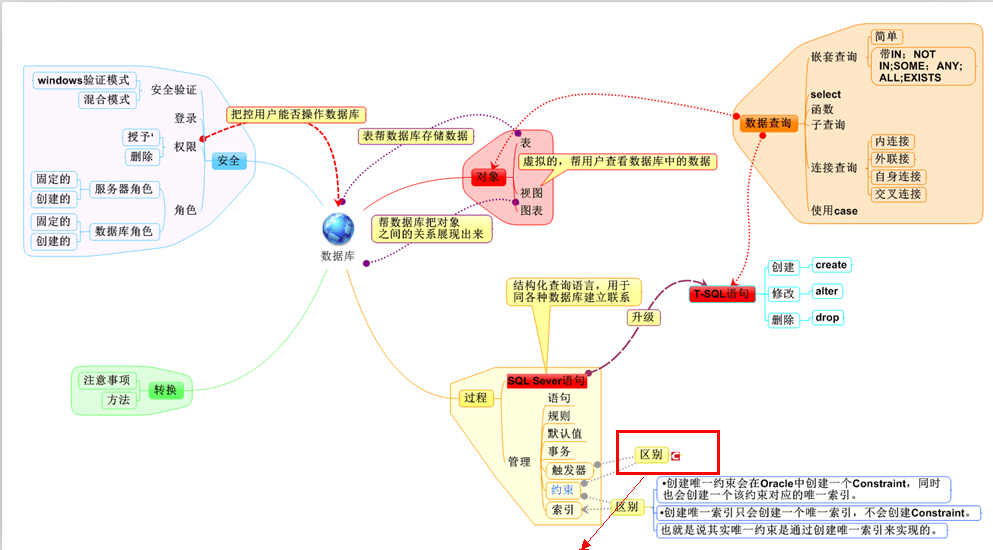 windows验证模式
混合模式
安全验证
登录
授予‘
删除
权限
安全
固定的
创建的
服务器角色
角色
固定的
创建的
数据库角色
把控用户能否操作数据库
表帮数据库存储数据
数据库
帮数据库把对象
之间的关系展现出来
对象
表
虚拟的，帮用户查看数据库中的数据
视图
图表
数据查询
嵌套查询
简单
带IN；NOT
IN;SOME；ANY;
ALL;EXISTS
select
函数
子查询
连接查询
内连接
外联接
自身连接
交叉连接
使用case
T-SQL语句
创建
create
修改
alter
删除
drop
升级
结构化查询语言，用于
同各种数据库建立联系
注意事项
方法
转换
过程
SQL Sever语句
管理
语句
规则
默认值
事务
触发器
约束
索引
区别
区别
•创建唯一约束会在Oracle中创建一个Constraint，同时
也会创建一个该约束对应的唯一索引。
•创建唯一索引只会创建一个唯一索引，不会创建Constraint。
也就是说其实唯一约束是通过创建唯一索引来实现的。